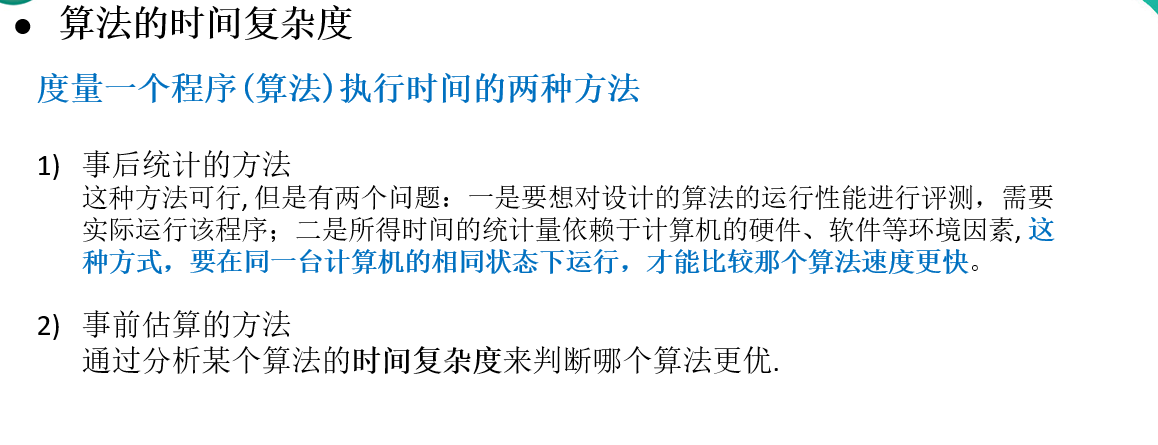 ● 算法的时间复杂度
度量一个程序(算法)执行时间的两种方法
1) 事后统计的方法
这种方法可行, 但是有两个问题：一是要想对设计的算法的运行性能进行评测，需要
实际运行该程序；二是所得时间的统计量依赖于计算机的硬件、软件等环境因素, 这
种方式，要在同一台计算机的相同状态下运行，才能比较那个算法速度更快。
2) 事前估算的方法
通过分析某个算法的时间复杂度来判断哪个算法更优.